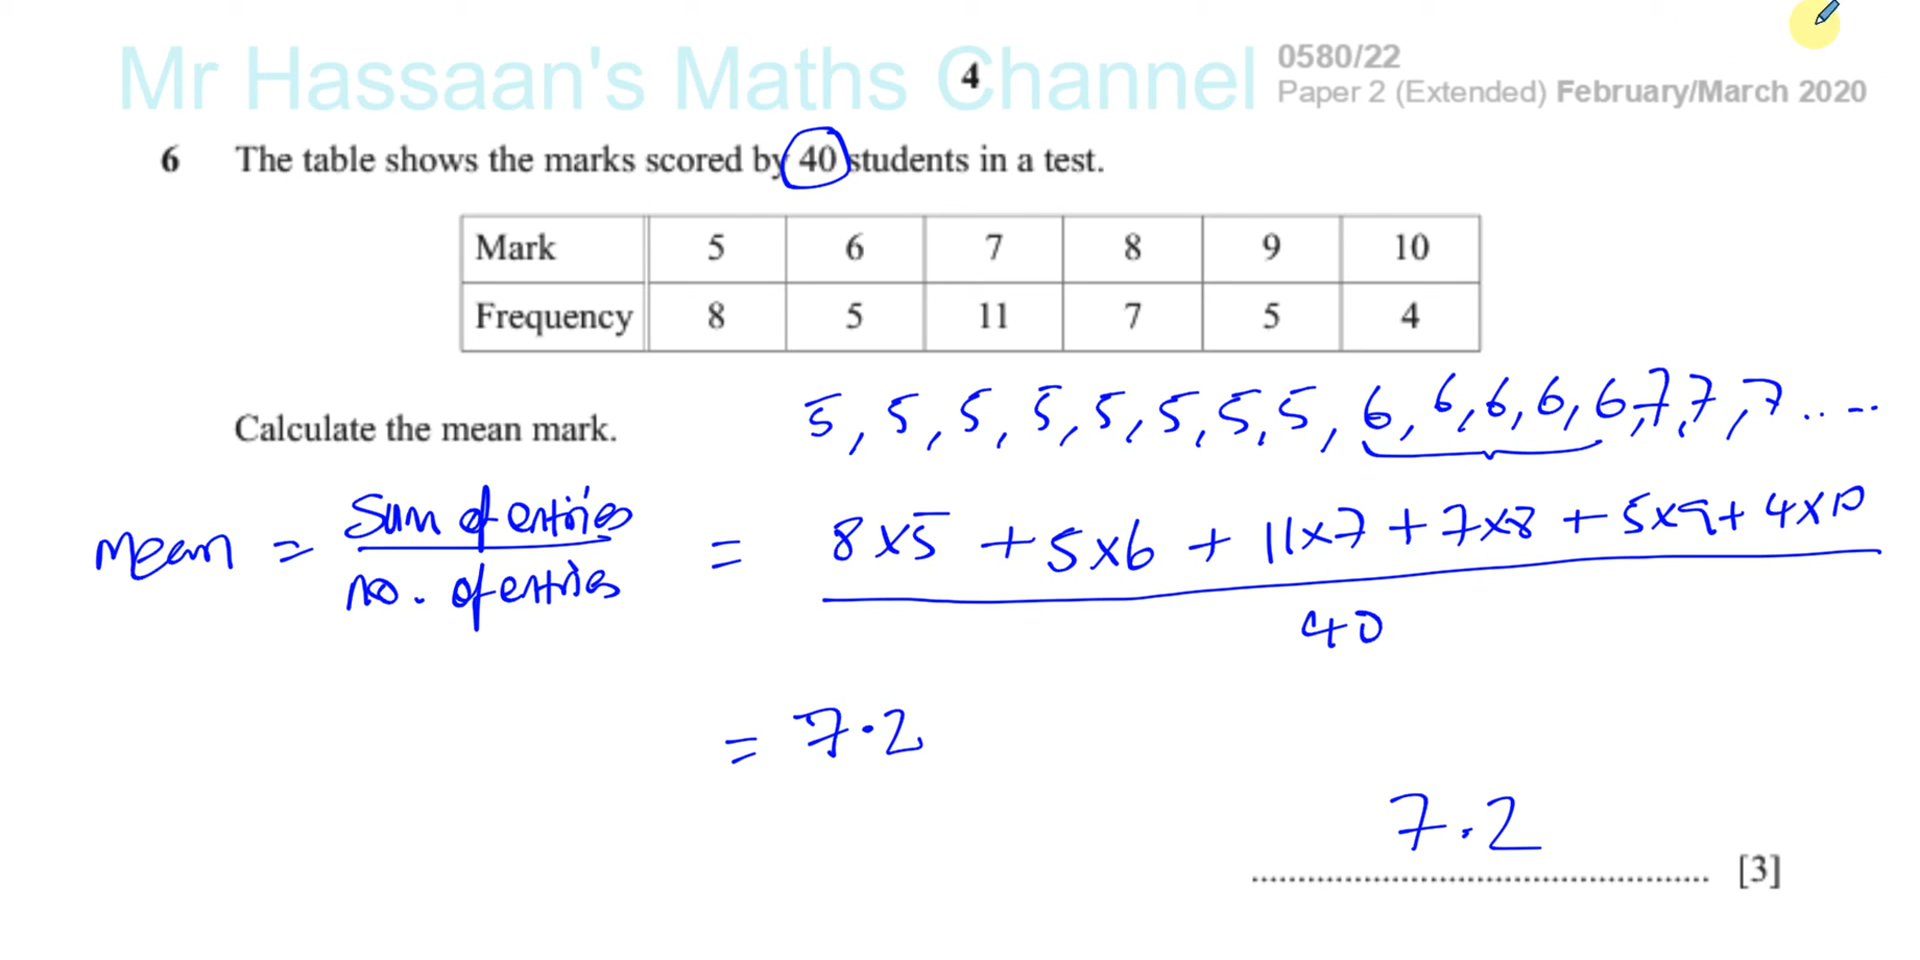 Mr Hassaan's Maths Channel
4
0580/22
Paper 2 (Extended) February/March 2020
6 The table shows the marks scored by 40 students in a test.
Mark 5 6 7 8 9 10
Frequency 8 5 11 7 5 4
5, 5, 5, 5, 5, 5, 5, 5, 6, 6, 6, 6, 6, 7, 7, 7 .....
Calculate the mean mark.
Mean = Sum of entries / no. of entries = 8×5 + 5×6 + 11×7 + 7×8 + 5×9 + 4×10 / 40
= 7.2
7.2
[3]